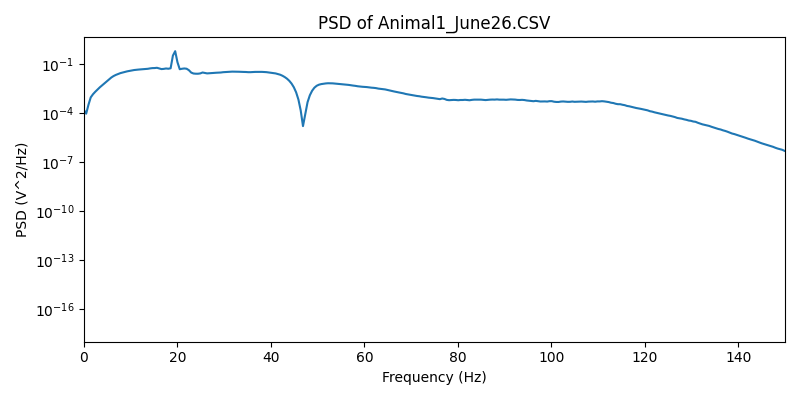 PSD of Animal1_June26.CSV
PSD (V^2/Hz)
10^{-1}
10^{-4}
10^{-7}
10^{-10}
10^{-13}
10^{-16}
0 20 40 60 80 100 120 140
Frequency (Hz)